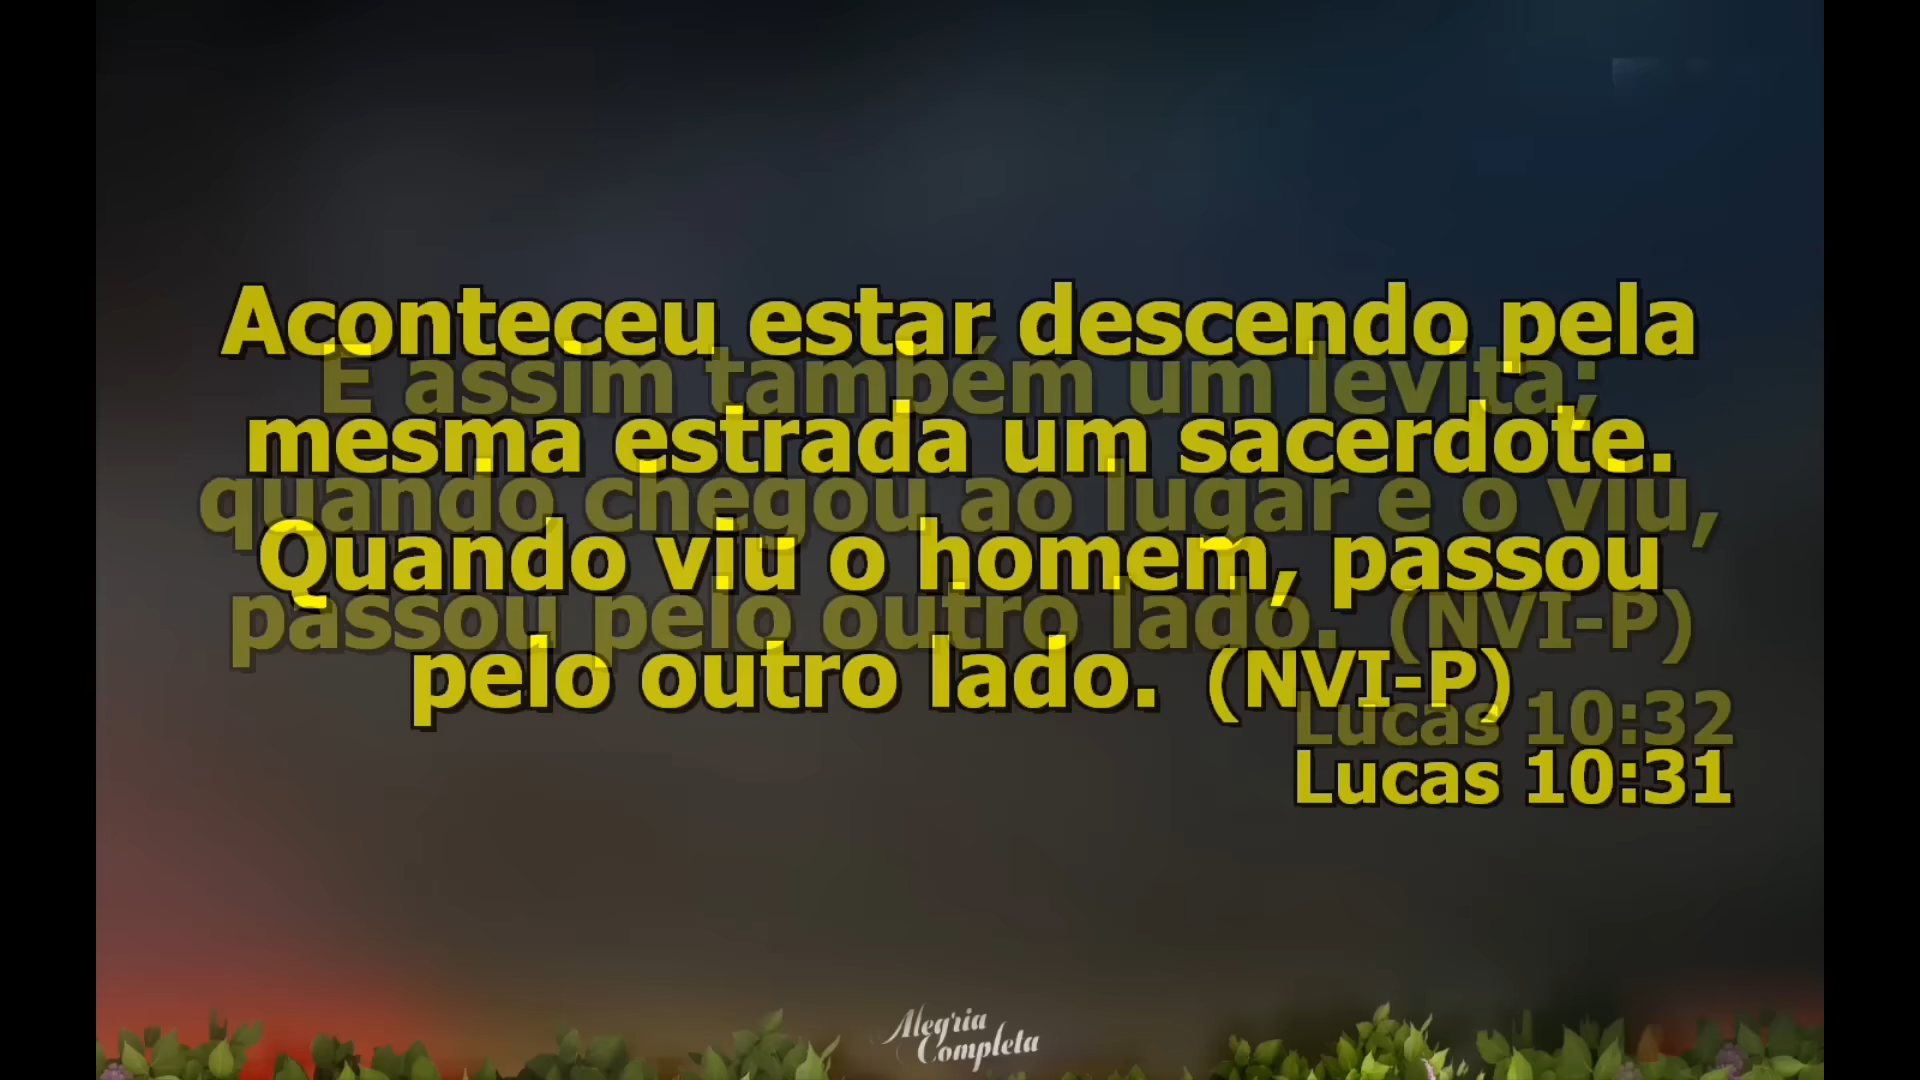 Aconteceu estar descendo pela
mesma estrada um sacerdote.
Quando viu o homem, passou
pelo outro lado. (NVI-P)
Lucas 10:31
E assim também um levita;
quando chegou ao lugar e o viu,
passou pelo outro lado. (NVI-P)
Lucas 10:32
Alegria
Completa